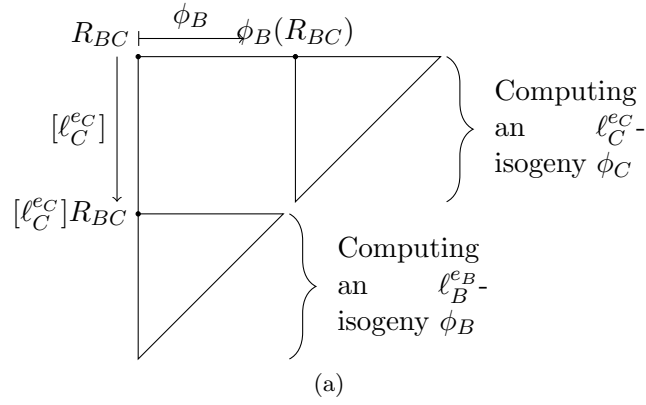 ϕ_B
R_{BC} ϕ_B(R_{BC})
Computing
an ℓ_C^{e_C}-
isogeny ϕ_C
[ℓ_C^{e_C}]
[ℓ_C^{e_C}]R_{BC}
Computing
an ℓ_B^{e_B}-
isogeny ϕ_B
(a)